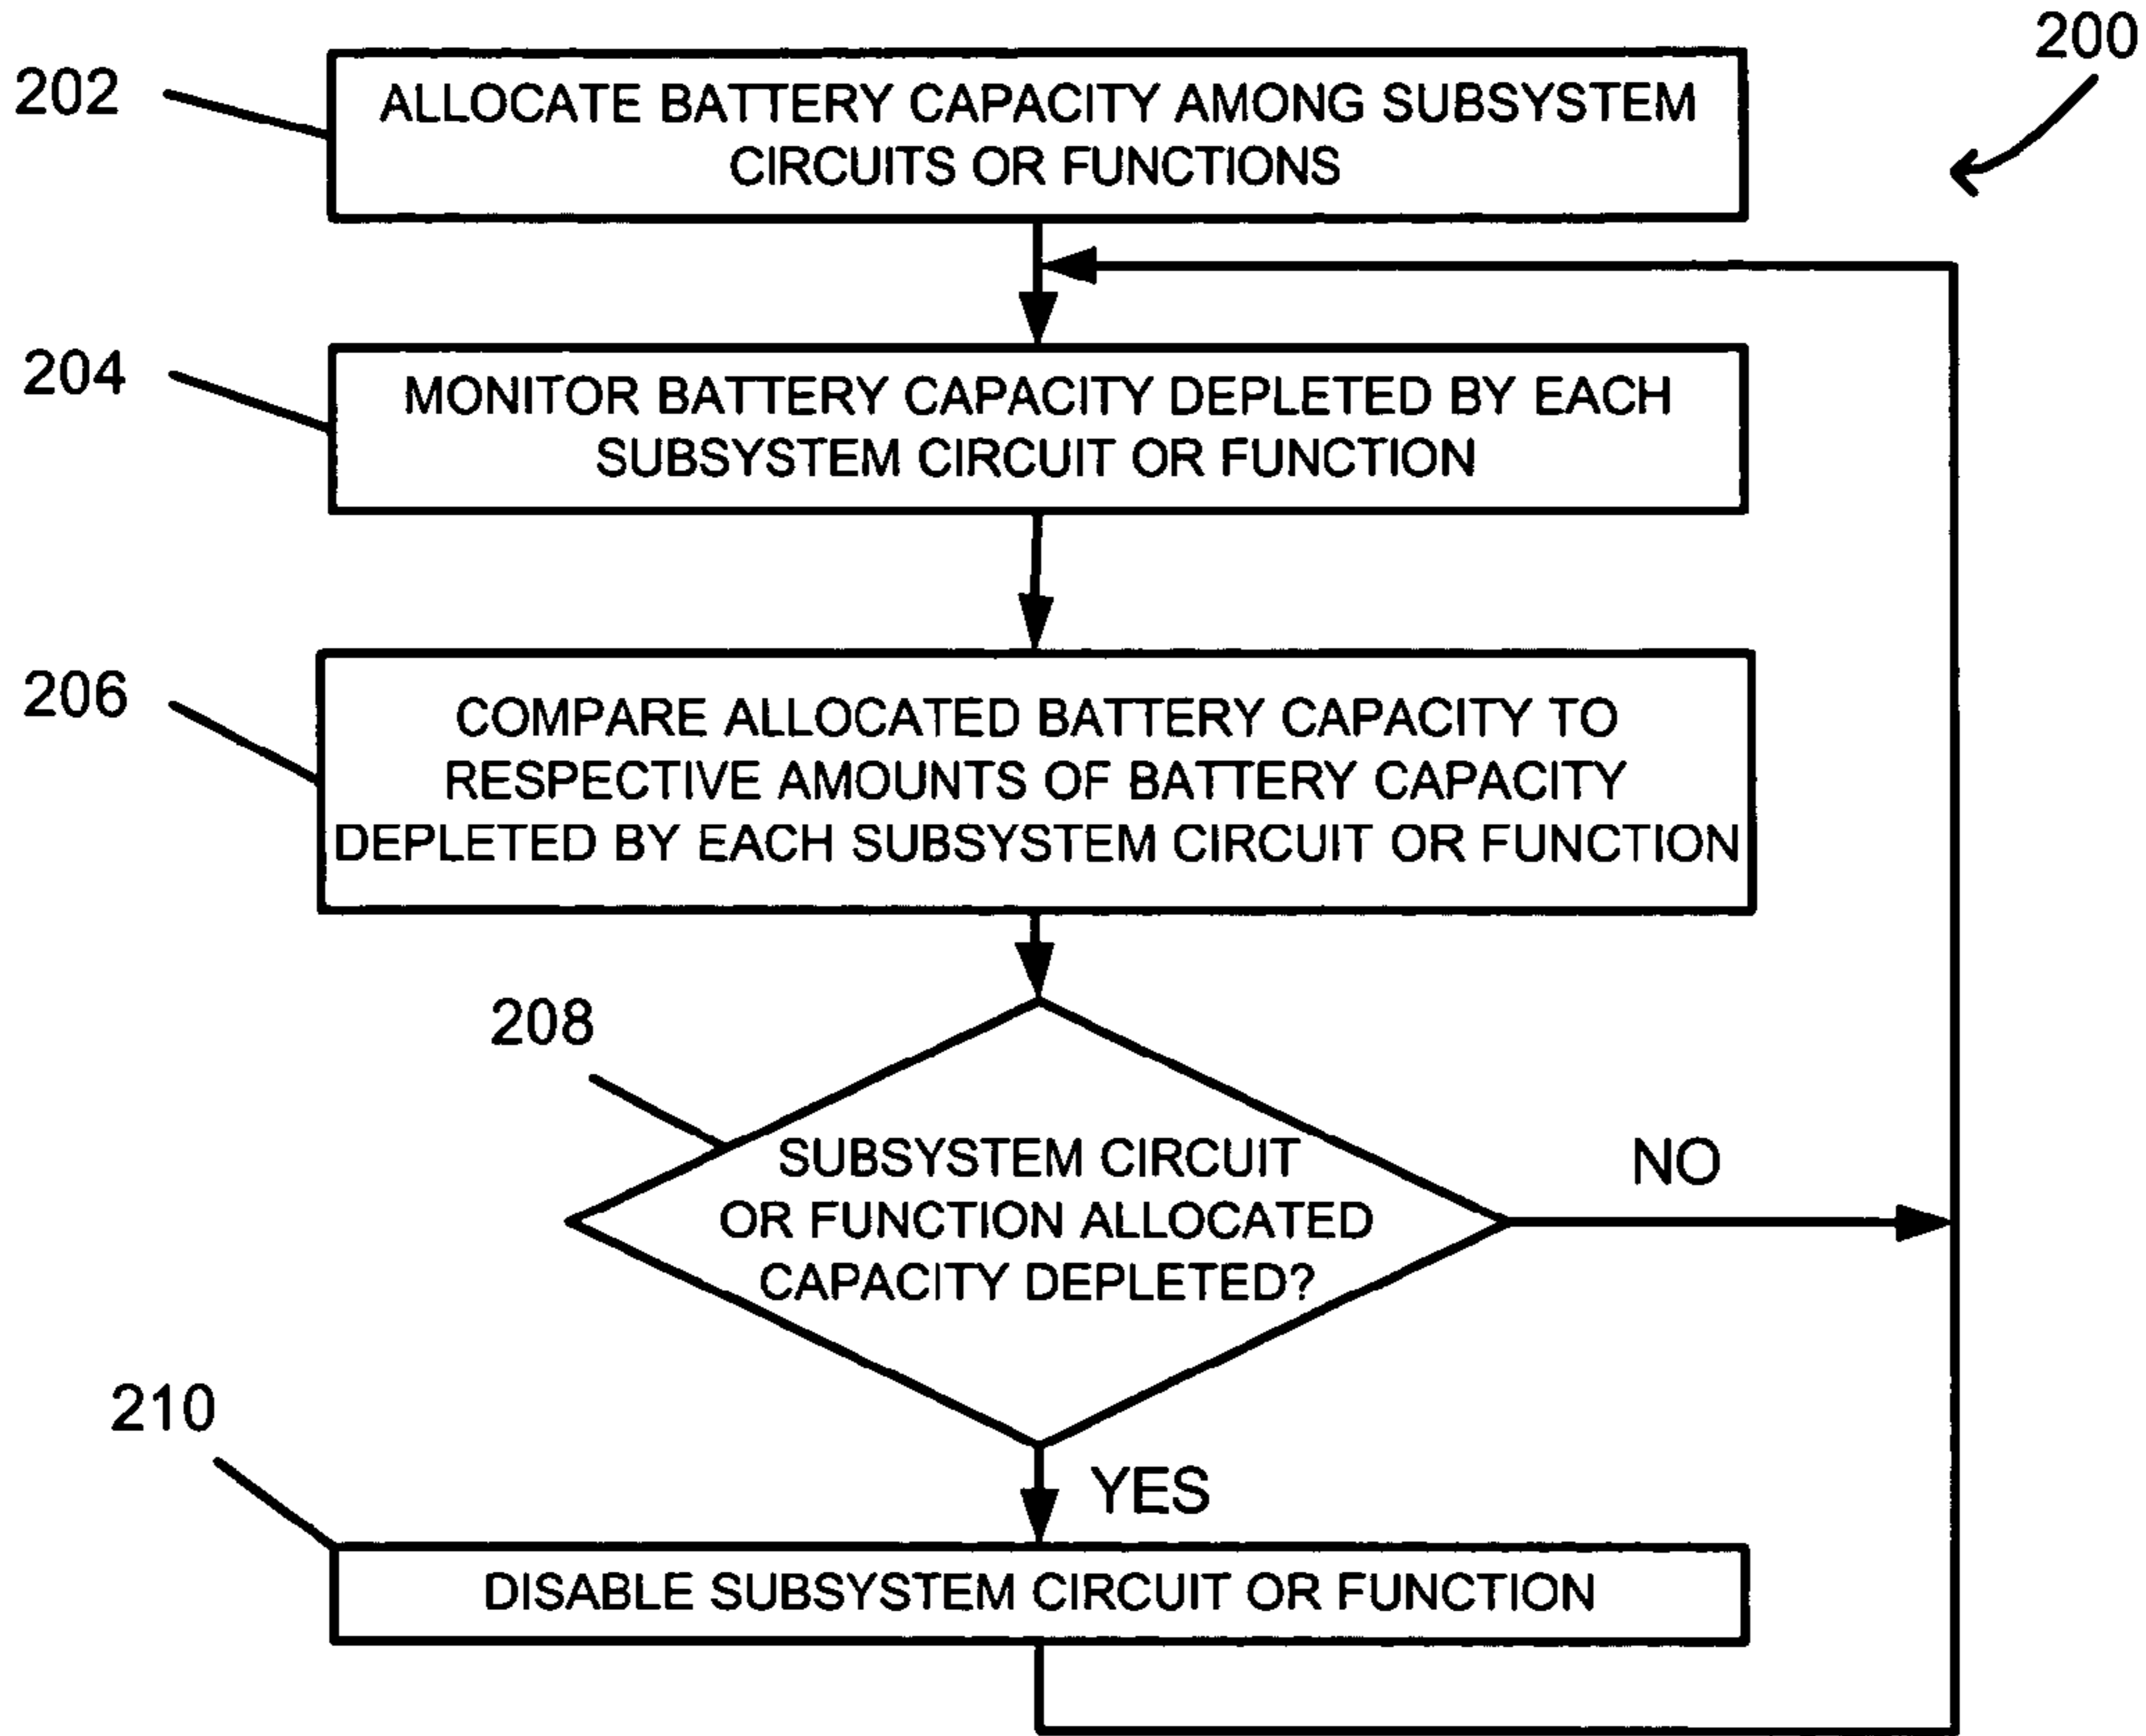 200
202
ALLOCATE BATTERY CAPACITY AMONG SUBSYSTEM
CIRCUITS OR FUNCTIONS
204
MONITOR BATTERY CAPACITY DEPLETED BY EACH
SUBSYSTEM CIRCUIT OR FUNCTION
206
COMPARE ALLOCATED BATTERY CAPACITY TO
RESPECTIVE AMOUNTS OF BATTERY CAPACITY
DEPLETED BY EACH SUBSYSTEM CIRCUIT OR FUNCTION
208
SUBSYSTEM CIRCUIT
OR FUNCTION ALLOCATED
CAPACITY DEPLETED?
NO
YES
210
DISABLE SUBSYSTEM CIRCUIT OR FUNCTION